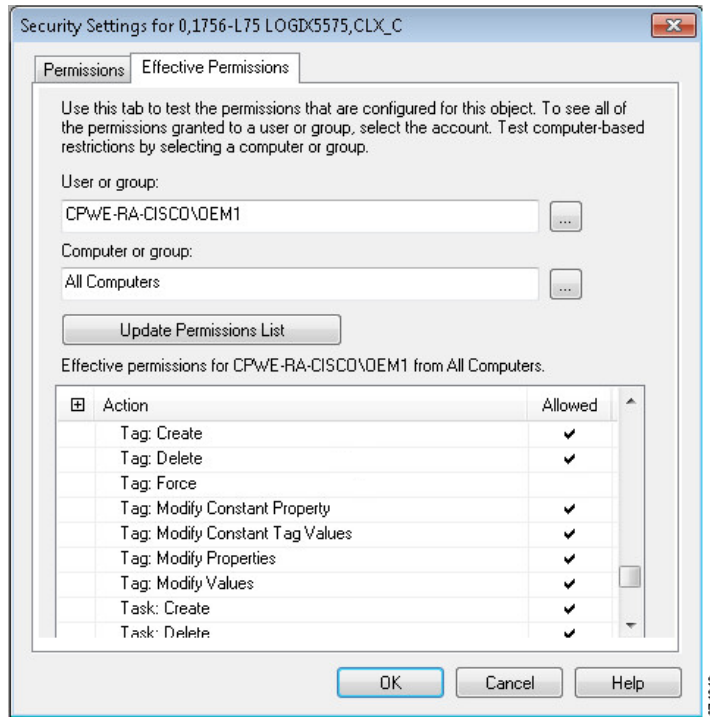 Security Settings for 0,1756-L75 LOGIX5575,CLX_C
Permissions
Effective Permissions
Use this tab to test the permissions that are configured for this object. To see all of
the permissions granted to a user or group, select the account. Test computer-based
restrictions by selecting a computer or group.
User or group:
CPWE-RA-CISCO\OEM1
...
Computer or group:
All Computers
...
Update Permissions List
Effective permissions for CPWE-RA-CISCO\OEM1 from All Computers.
Action Allowed
Tag: Create
Tag: Delete
Tag: Force
Tag: Modify Constant Property
Tag: Modify Constant Tag Values
Tag: Modify Properties
Tag: Modify Values
Task: Create
Task: Delete
OK Cancel Help